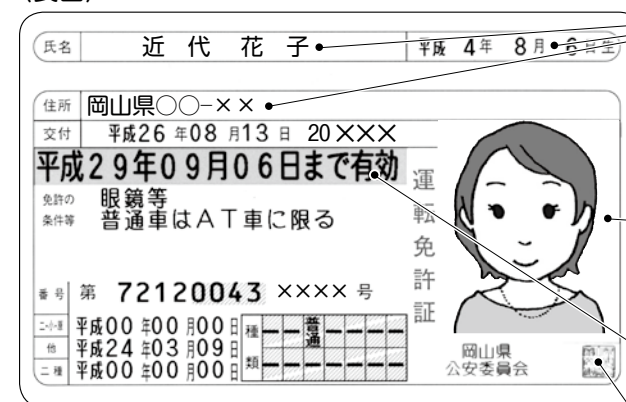 氏名 近代 花子 平成 4年 8月 6日生
住所 岡山県○○-××
交付 平成26年08月13日 20×××
平成29年09月06日まで有効
免許の条件等 眼鏡等
普通車はAT車に限る
運転免許証
番号 第 72120043 ×××× 号
二・小・原 平成00年00月00日
他 平成24年03月09日
二種 平成00年00月00日
種類 普通
岡山県
公安委員会